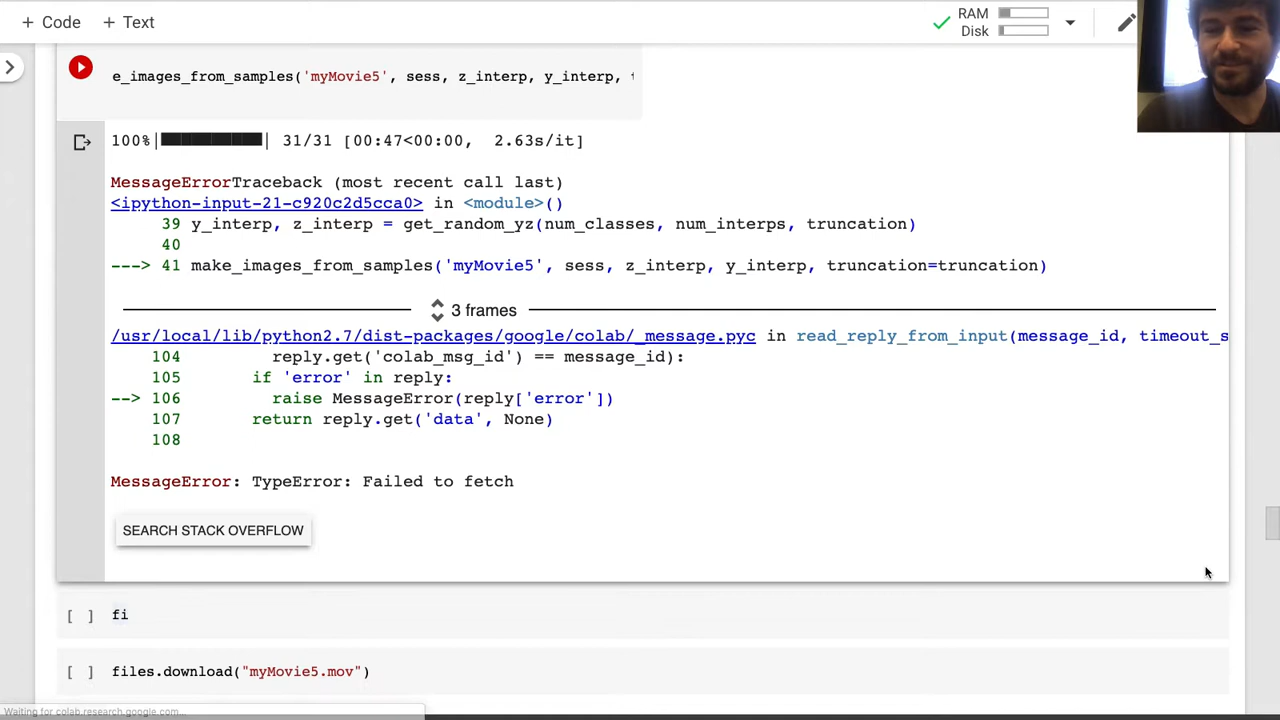 + Code + Text
RAM
Disk
e_images_from_samples('myMovie5', sess, z_interp, y_interp,
100%| | 31/31 [00:47<00:00, 2.63s/it]
MessageErrorTraceback (most recent call last)
<ipython-input-21-c920c2d5cca0> in <module>()
39 y_interp, z_interp = get_random_yz(num_classes, num_interps, truncation)
40
---> 41 make_images_from_samples('myMovie5', sess, z_interp, y_interp, truncation=truncation)
3 frames
/usr/local/lib/python2.7/dist-packages/google/colab/_message.pyc in read_reply_from_input(message_id, timeout_s
104 reply.get('colab_msg_id') == message_id):
105 if 'error' in reply:
--> 106 raise MessageError(reply['error'])
107 return reply.get('data', None)
108
MessageError: TypeError: Failed to fetch
SEARCH STACK OVERFLOW
[ ] fi
[ ] files.download("myMovie5.mov")
Waiting for colab.research.google.com...